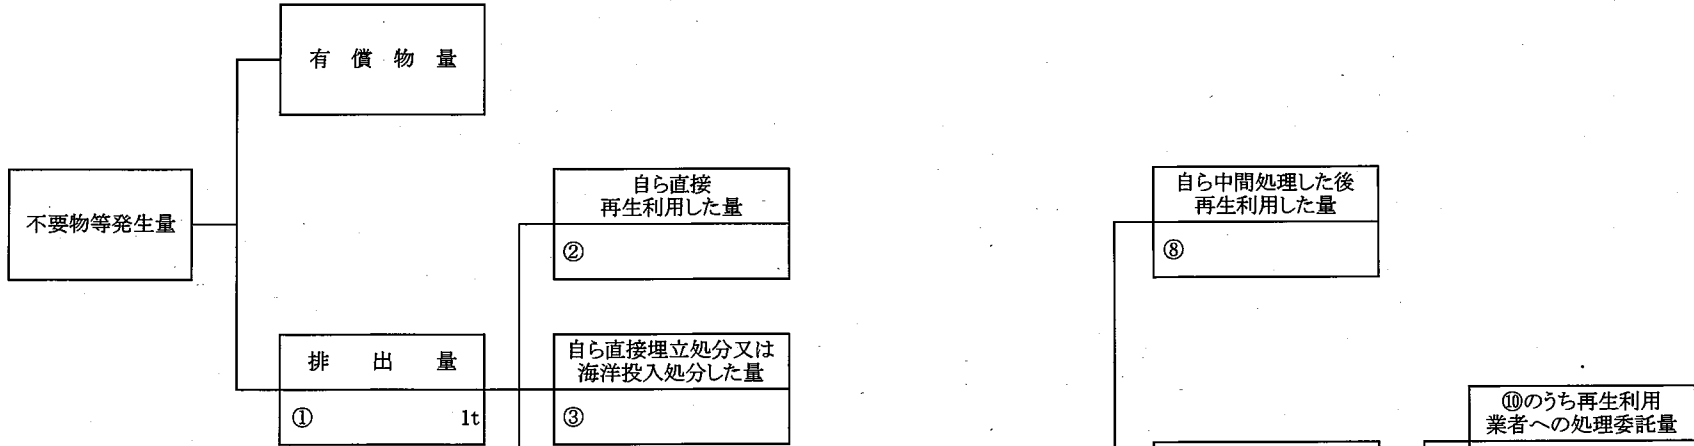 有償物量
不要物等発生量
自ら直接
再生利用した量
②
自ら中間処理した後
再生利用した量
⑧
排出量
① 1t
自ら直接埋立処分又は
海洋投入処分した量
③
⑩のうち再生利用
業者への処理委託量